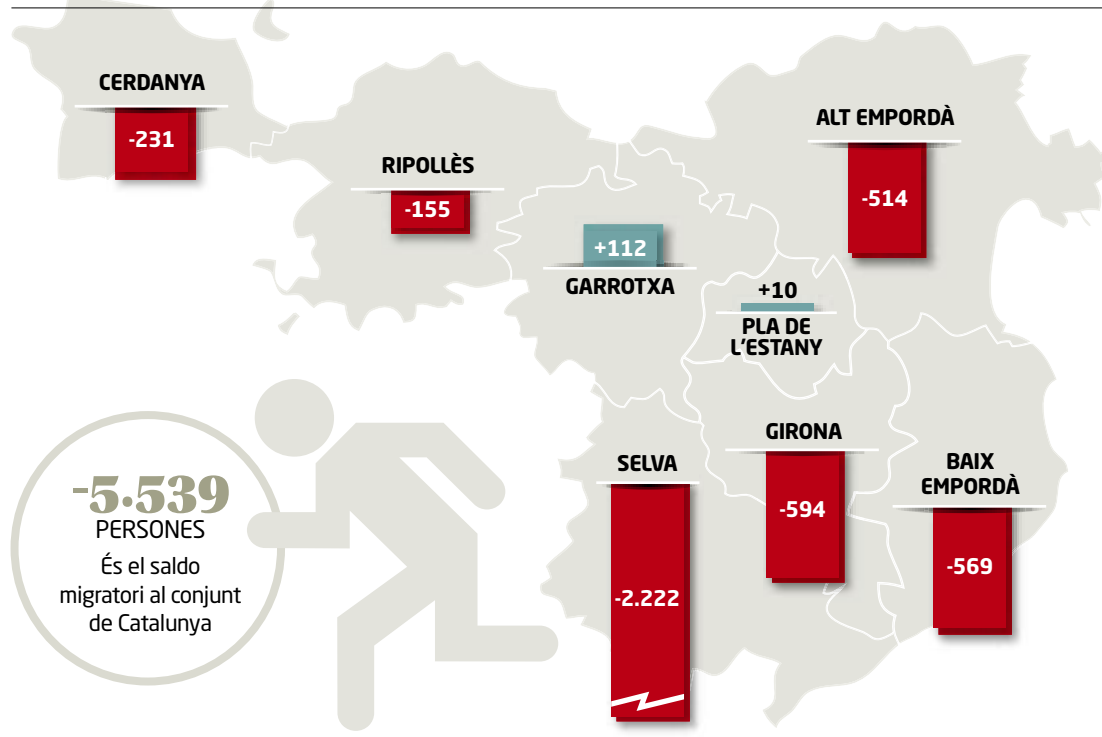 CERDANYA
-231
RIPOLLÈS
-155
+112
GARROTXA
ALT EMPORDÀ
-514
+10
PLA DE
L'ESTANY
GIRONA
-594
SELVA
-2.222
BAIX
EMPORDÀ
-569
-5.539
PERSONES
És el saldo
migratori al conjunt
de Catalunya